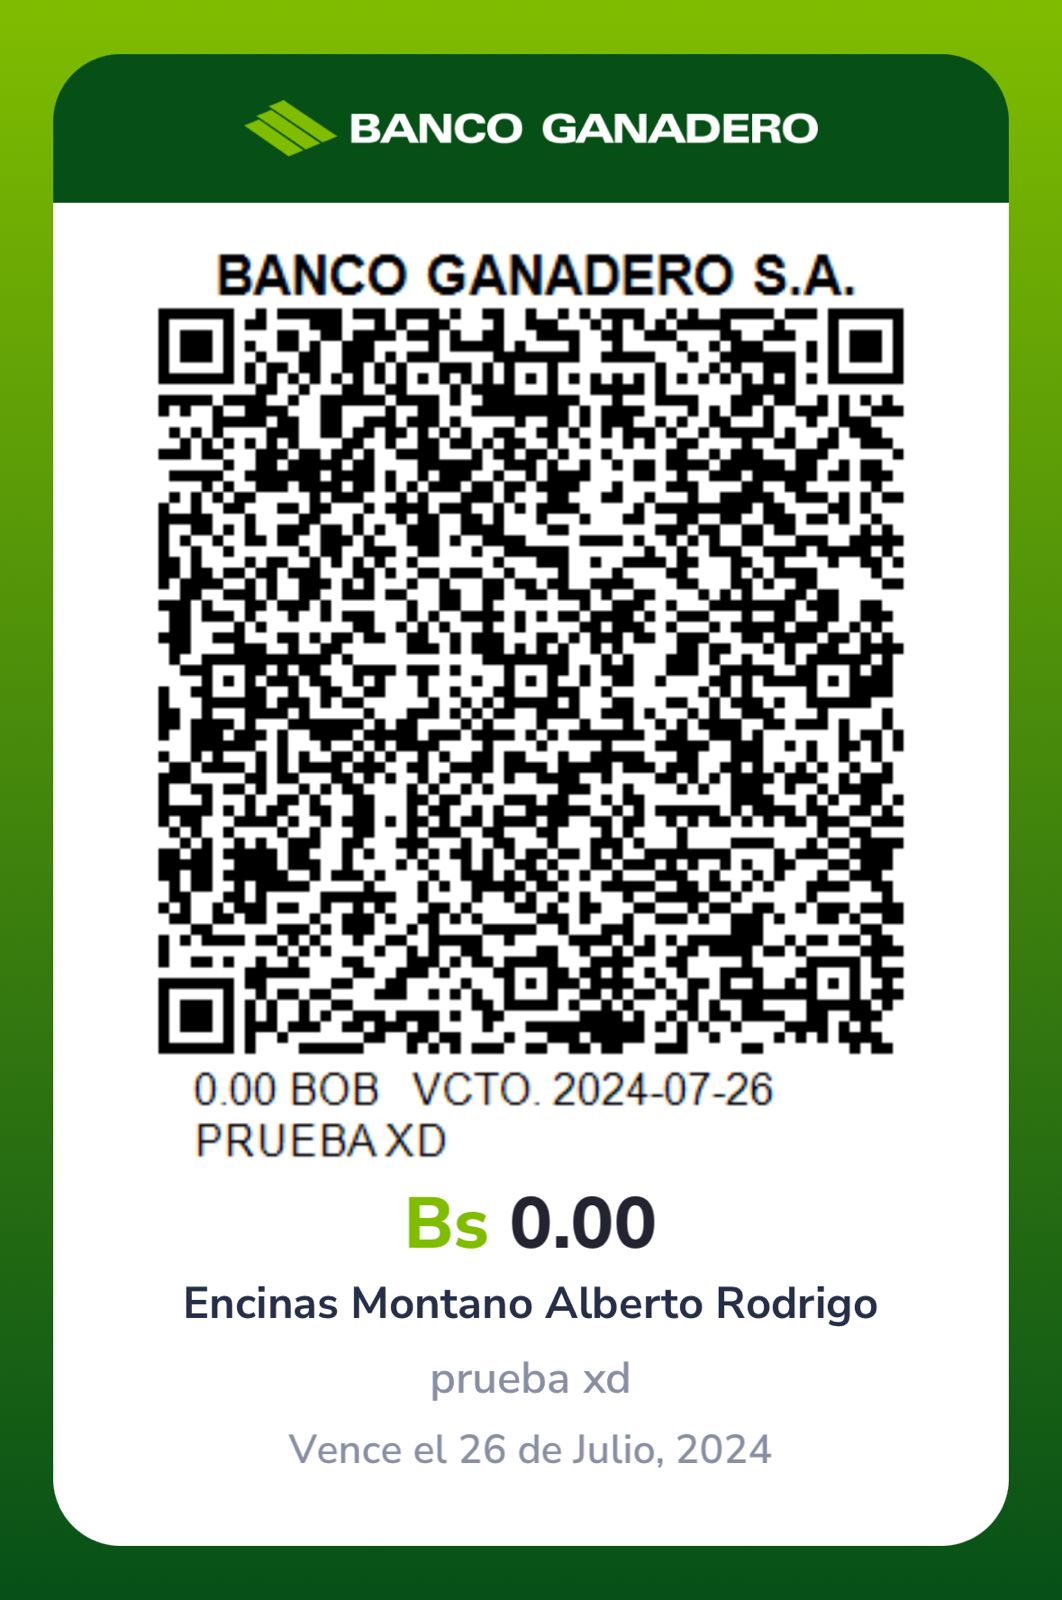 BANCO GANADERO
BANCO GANADERO S.A.
0.00 BOB VCTO. 2024-07-26
PRUEBA XD
Bs 0.00
Encinas Montano Alberto Rodrigo
prueba xd
Vence el 26 de Julio, 2024